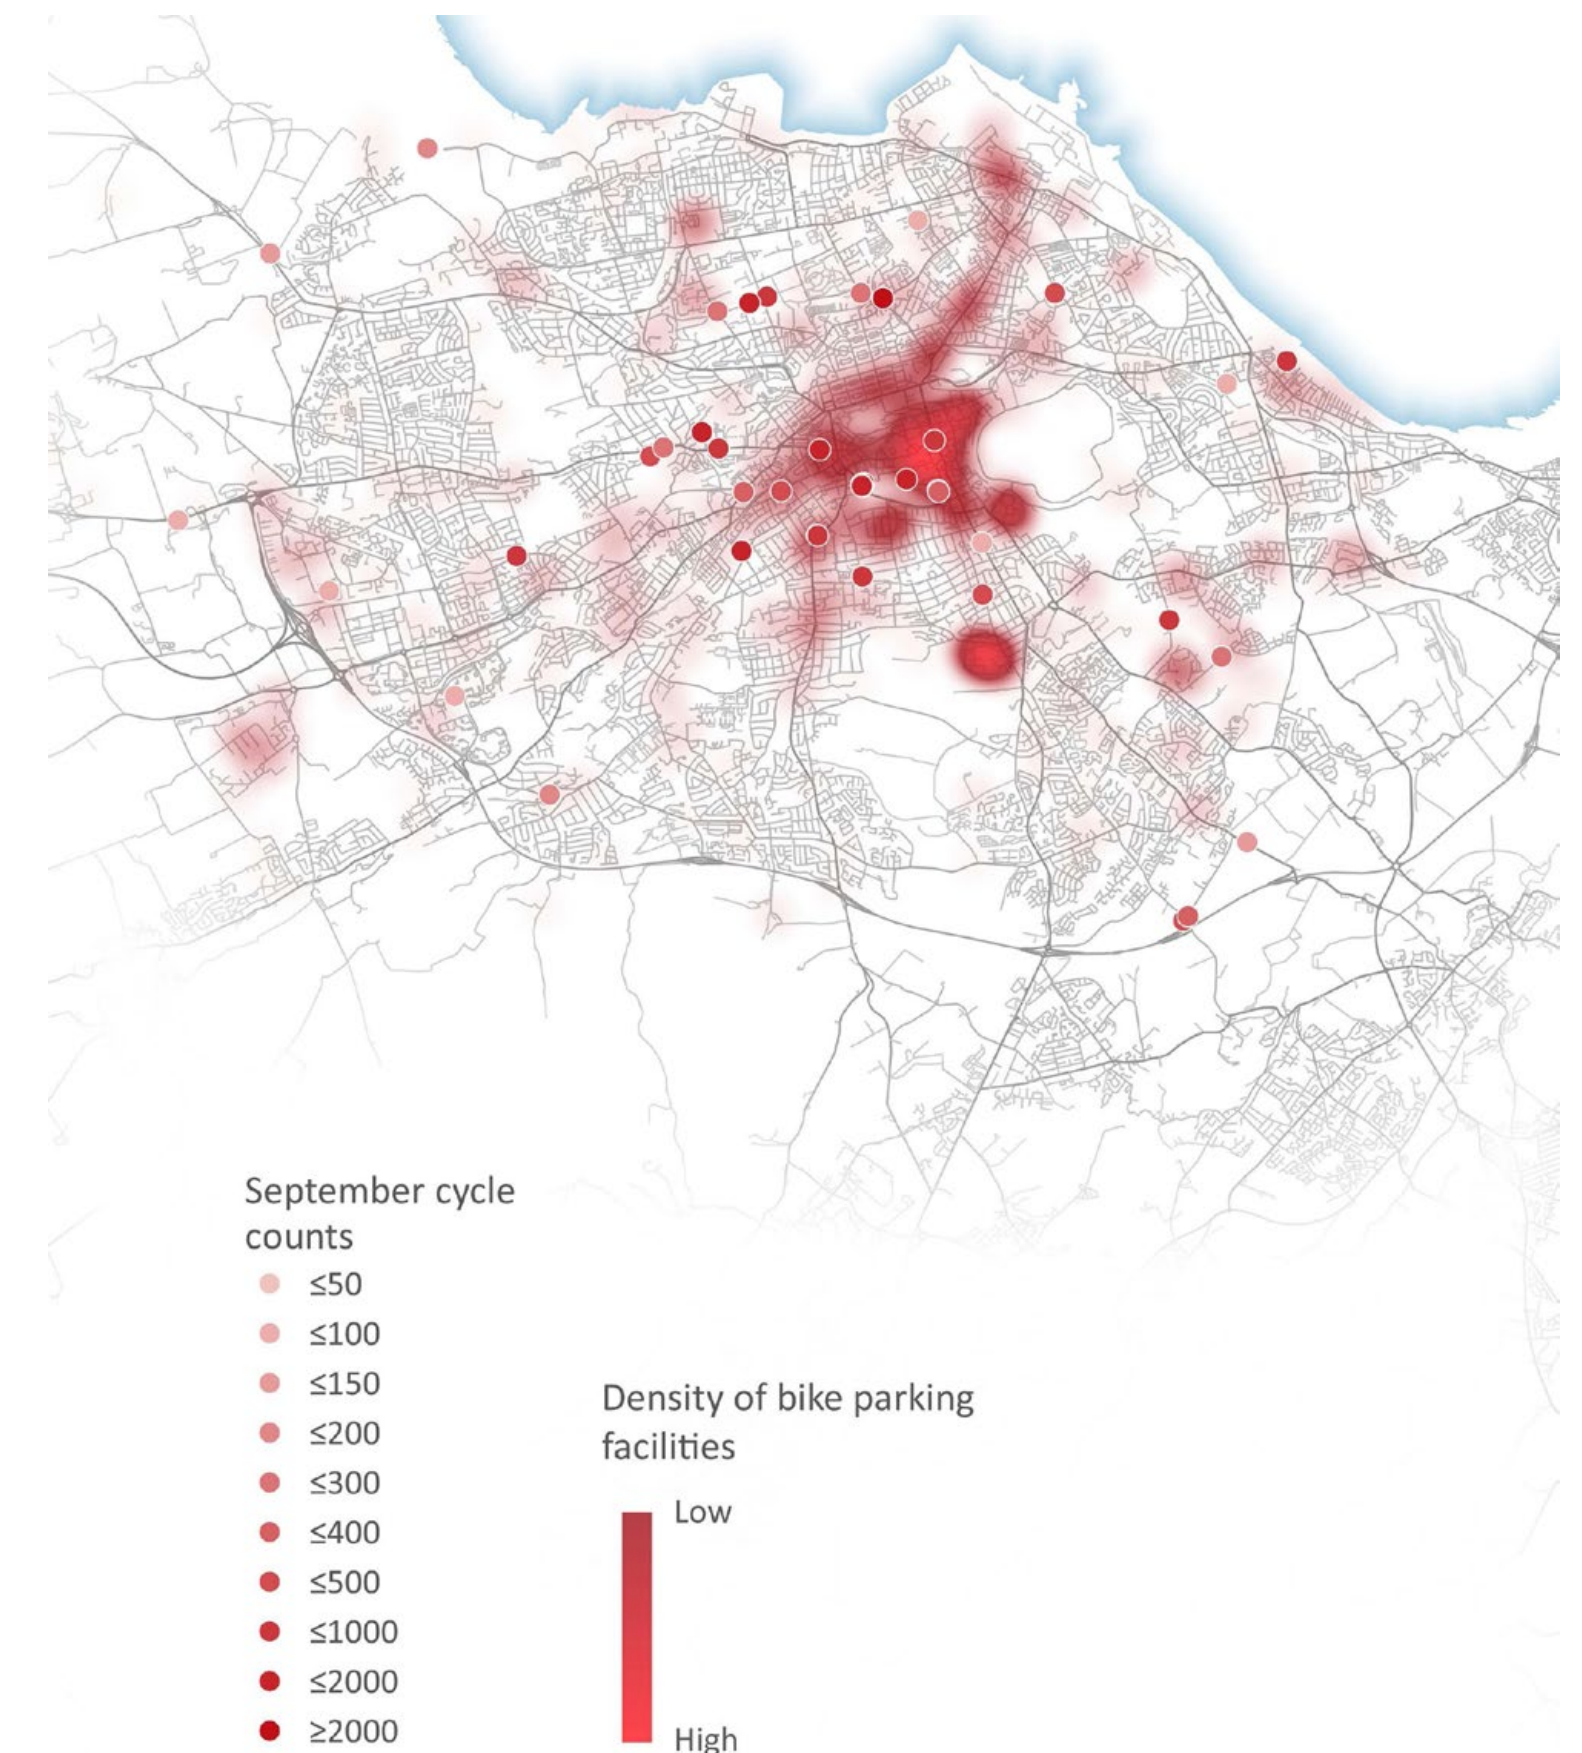 September cycle
counts
≤50
≤100
≤150
≤200
≤300
≤400
≤500
≤1000
≤2000
≥2000
Density of bike parking
facilities
Low
High